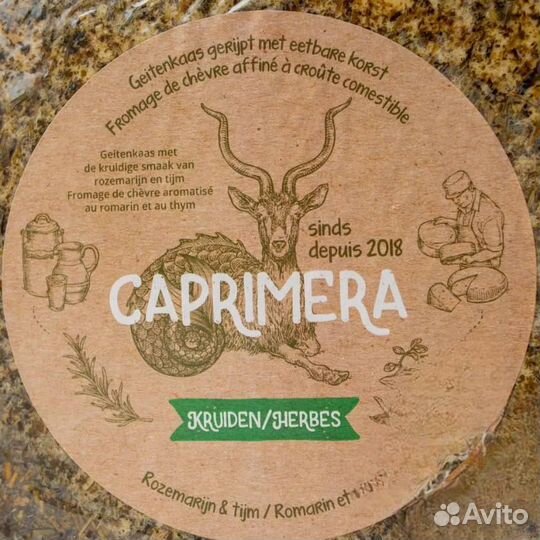 Geitenkaas gerijpt met eetbare korst
Fromage de chèvre affiné à croûte comestible
Geitenkaas met
de kruidige smaak van
rozemarijn en tijm
Fromage de chèvre aromatisé
au romarin et au thym
sinds
depuis 2018
CAPRIMERA
KRUIDEN/HERBES
Rozemarijn & tijm / Romarin et
Avito